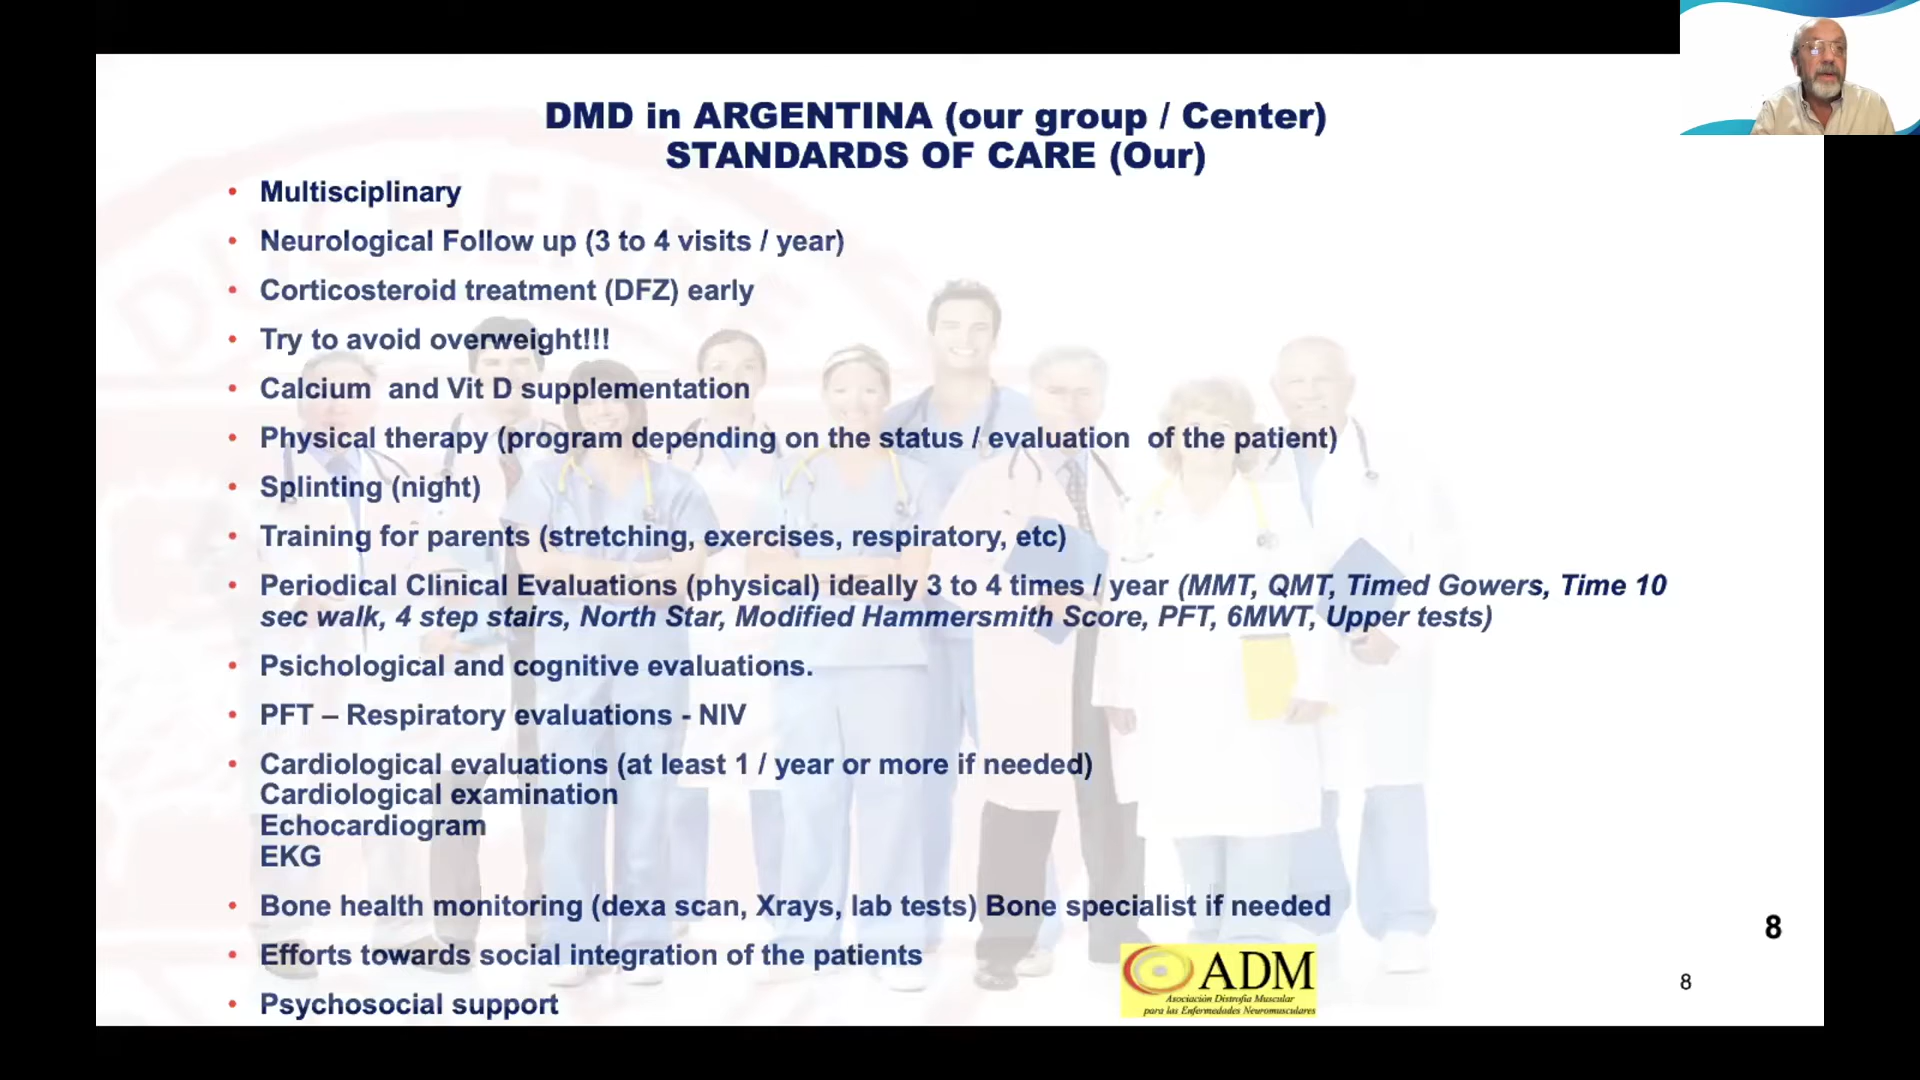 DMD in ARGENTINA (our group / Center)
STANDARDS OF CARE (Our)
• Multisciplinary
• Neurological Follow up (3 to 4 visits / year)
• Corticosteroid treatment (DFZ) early
• Try to avoid overweight!!!
• Calcium and Vit D supplementation
• Physical therapy (program depending on the status / evaluation of the patient)
• Splinting (night)
• Training for parents (stretching, exercises, respiratory, etc)
• Periodical Clinical Evaluations (physical) ideally 3 to 4 times / year (MMT, QMT, Timed Gowers, Time 10
sec walk, 4 step stairs, North Star, Modified Hammersmith Score, PFT, 6MWT, Upper tests)
• Psichological and cognitive evaluations.
• PFT – Respiratory evaluations - NIV
• Cardiological evaluations (at least 1 / year or more if needed)
Cardiological examination
Echocardiogram
EKG
• Bone health monitoring (dexa scan, Xrays, lab tests) Bone specialist if needed
• Efforts towards social integration of the patients
• Psychosocial support
ADM
Asociación Distrofia Muscular
para las Enfermedades Neuromusculares
8
8
DUCHENNE